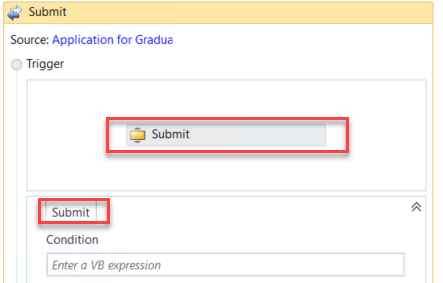 Submit
Source: Application for Gradua
Trigger
Submit
Submit
Condition
Enter a VB expression